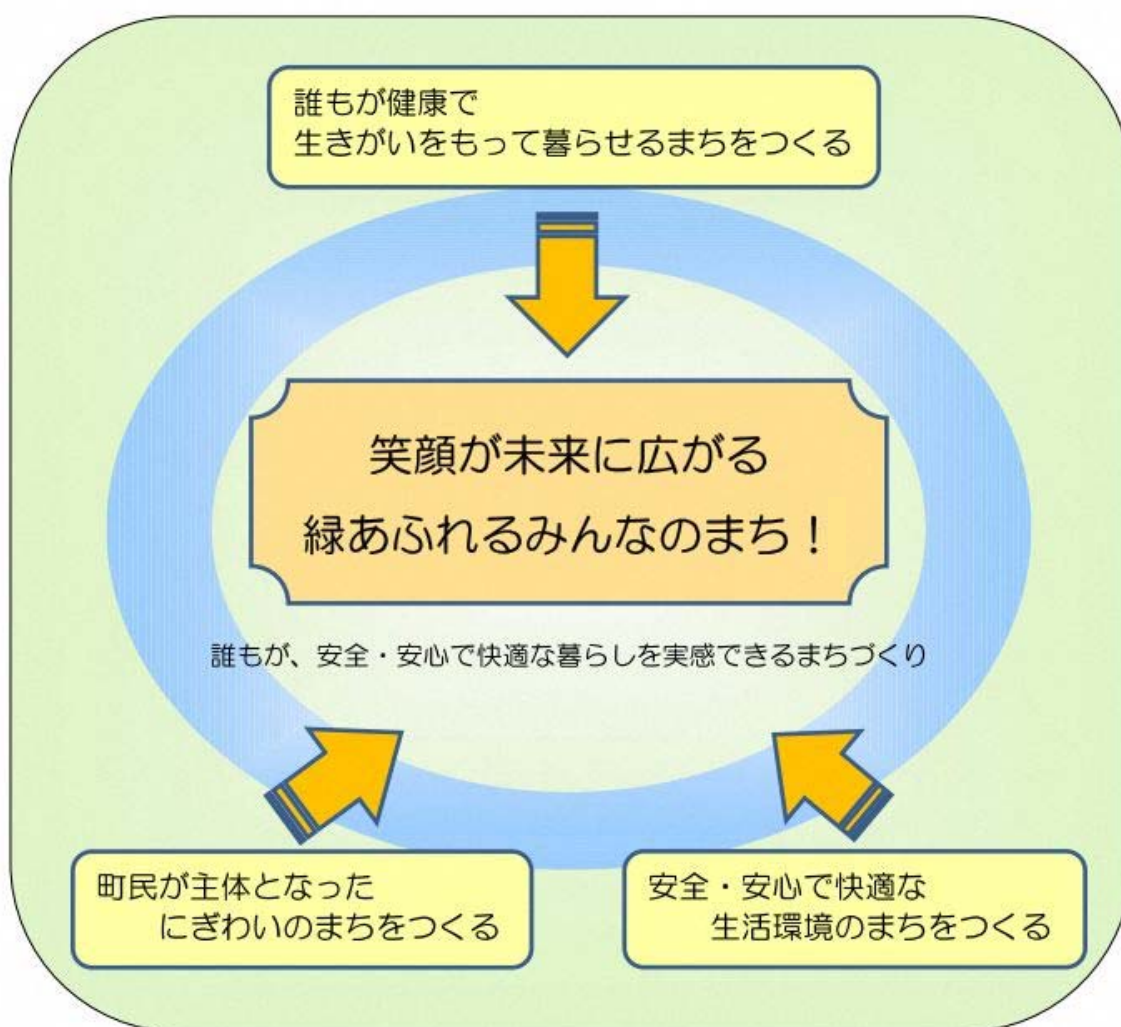 誰もが健康で
生きがいをもって暮らせるまちをつくる
笑顔が未来に広がる
緑あふれるみんなのまち！
誰もが、安全・安心で快適な暮らしを実感できるまちづくり
町民が主体となった
にぎわいのまちをつくる
安全・安心で快適な
生活環境のまちをつくる